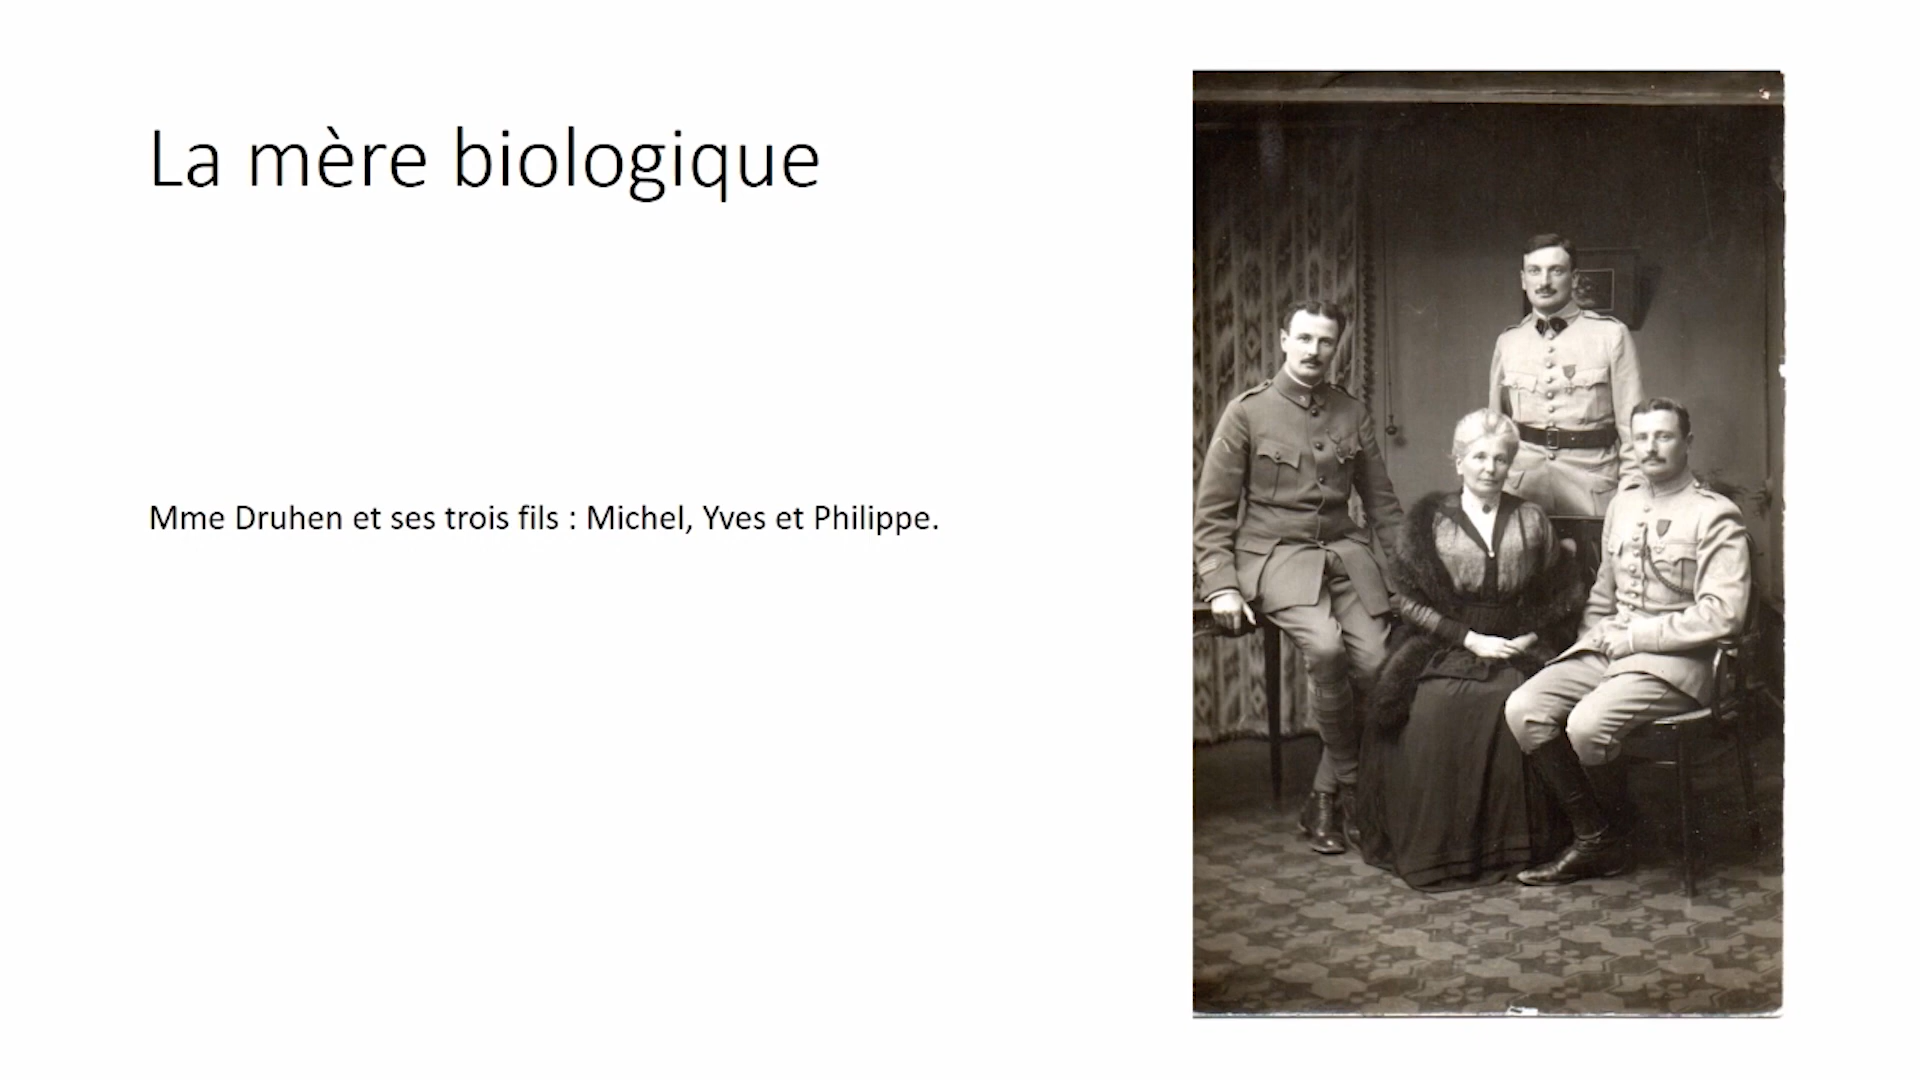 La mère biologique
Mme Druhen et ses trois fils : Michel, Yves et Philippe.